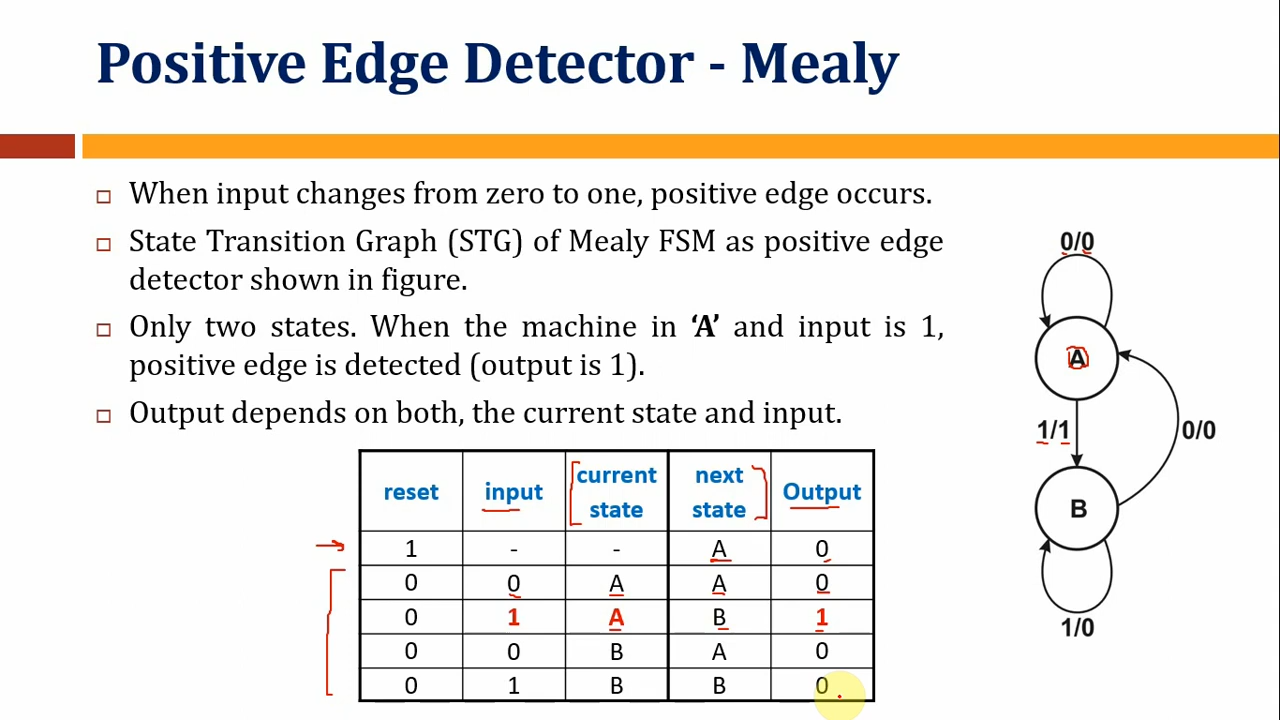 Positive Edge Detector - Mealy
When input changes from zero to one, positive edge occurs.
State Transition Graph (STG) of Mealy FSM as positive edge
detector shown in figure.
Only two states. When the machine in ‘A’ and input is 1,
positive edge is detected (output is 1).
Output depends on both, the current state and input.
reset input current state next state Output
1 - - A 0
0 0 A A 0
0 1 A B 1
0 0 B A 0
0 1 B B 0
0/0
A
1/1
0/0
B
1/0